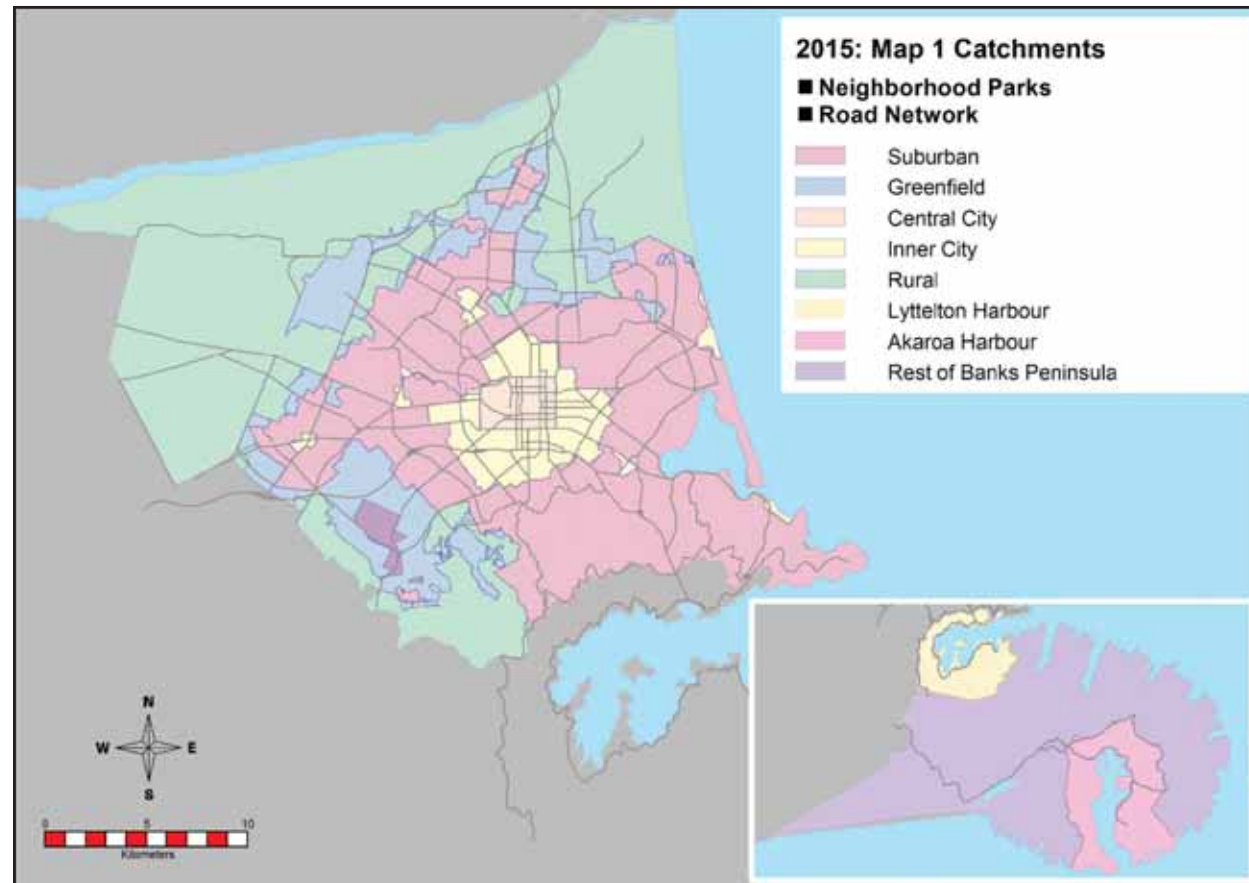 2015: Map 1 Catchments
■ Neighborhood Parks
■ Road Network
Suburban
Greenfield
Central City
Inner City
Rural
Lyttelton Harbour
Akaroa Harbour
Rest of Banks Peninsula
N
W E
S
0 5 10
Kilometers